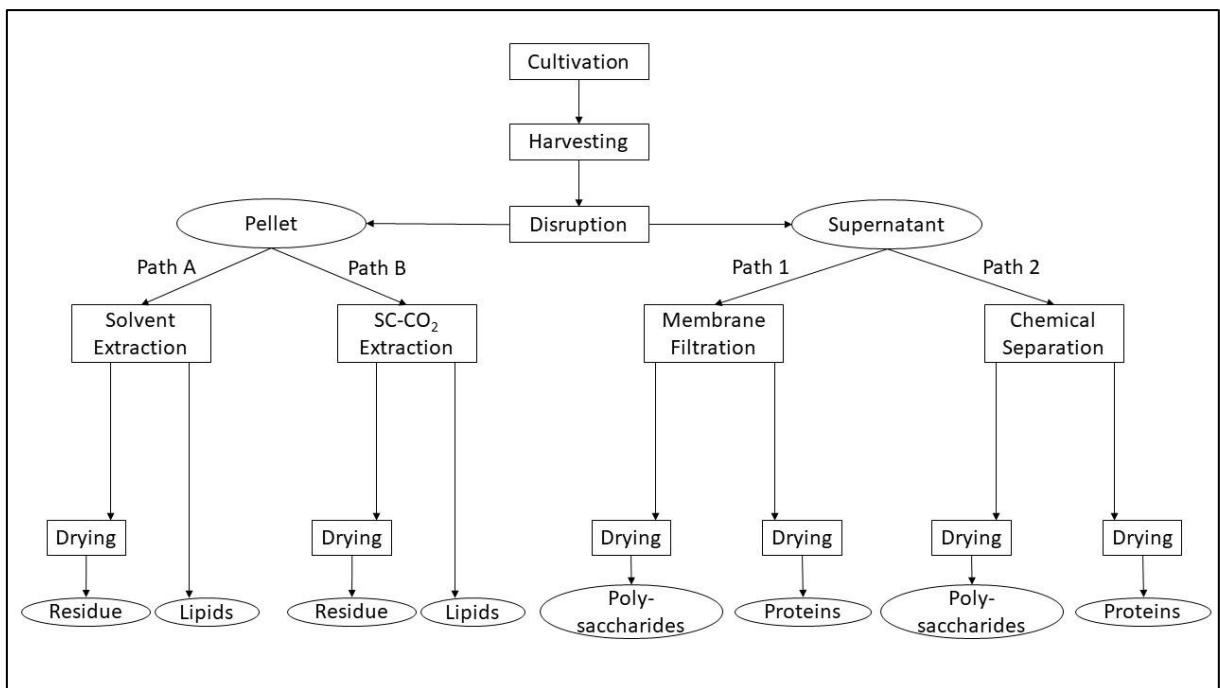 Cultivation
Harvesting
Pellet
Disruption
Supernatant
Path A
Path B
Path 1
Path 2
Solvent
Extraction
SC-CO₂
Extraction
Membrane
Filtration
Chemical
Separation
Drying
Drying
Drying
Drying
Drying
Drying
Residue
Lipids
Residue
Lipids
Poly-
saccharides
Proteins
Poly-
saccharides
Proteins